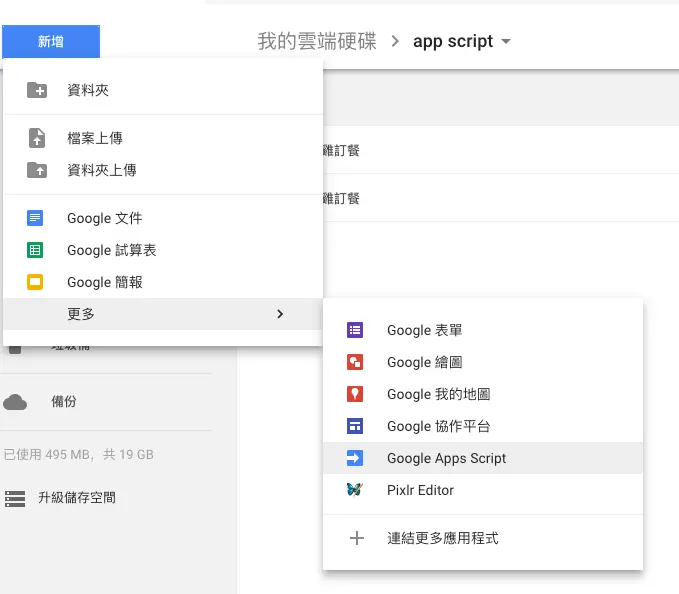 新增
我的雲端硬碟 > app script
資料夾
檔案上傳
資料夾上傳
Google 文件
Google 試算表
Google 簡報
更多
雞訂餐
雞訂餐
Google 表單
Google 繪圖
Google 我的地圖
Google 協作平台
Google Apps Script
Pixlr Editor
連結更多應用程式
備份
已使用 495 MB，共 19 GB
升級儲存空間